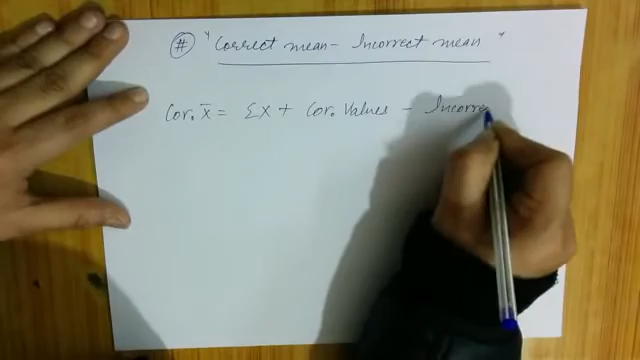 # "Correct mean - Incorrect mean"
Cor. x̄ = ΣX + Cor. Values - Incorre